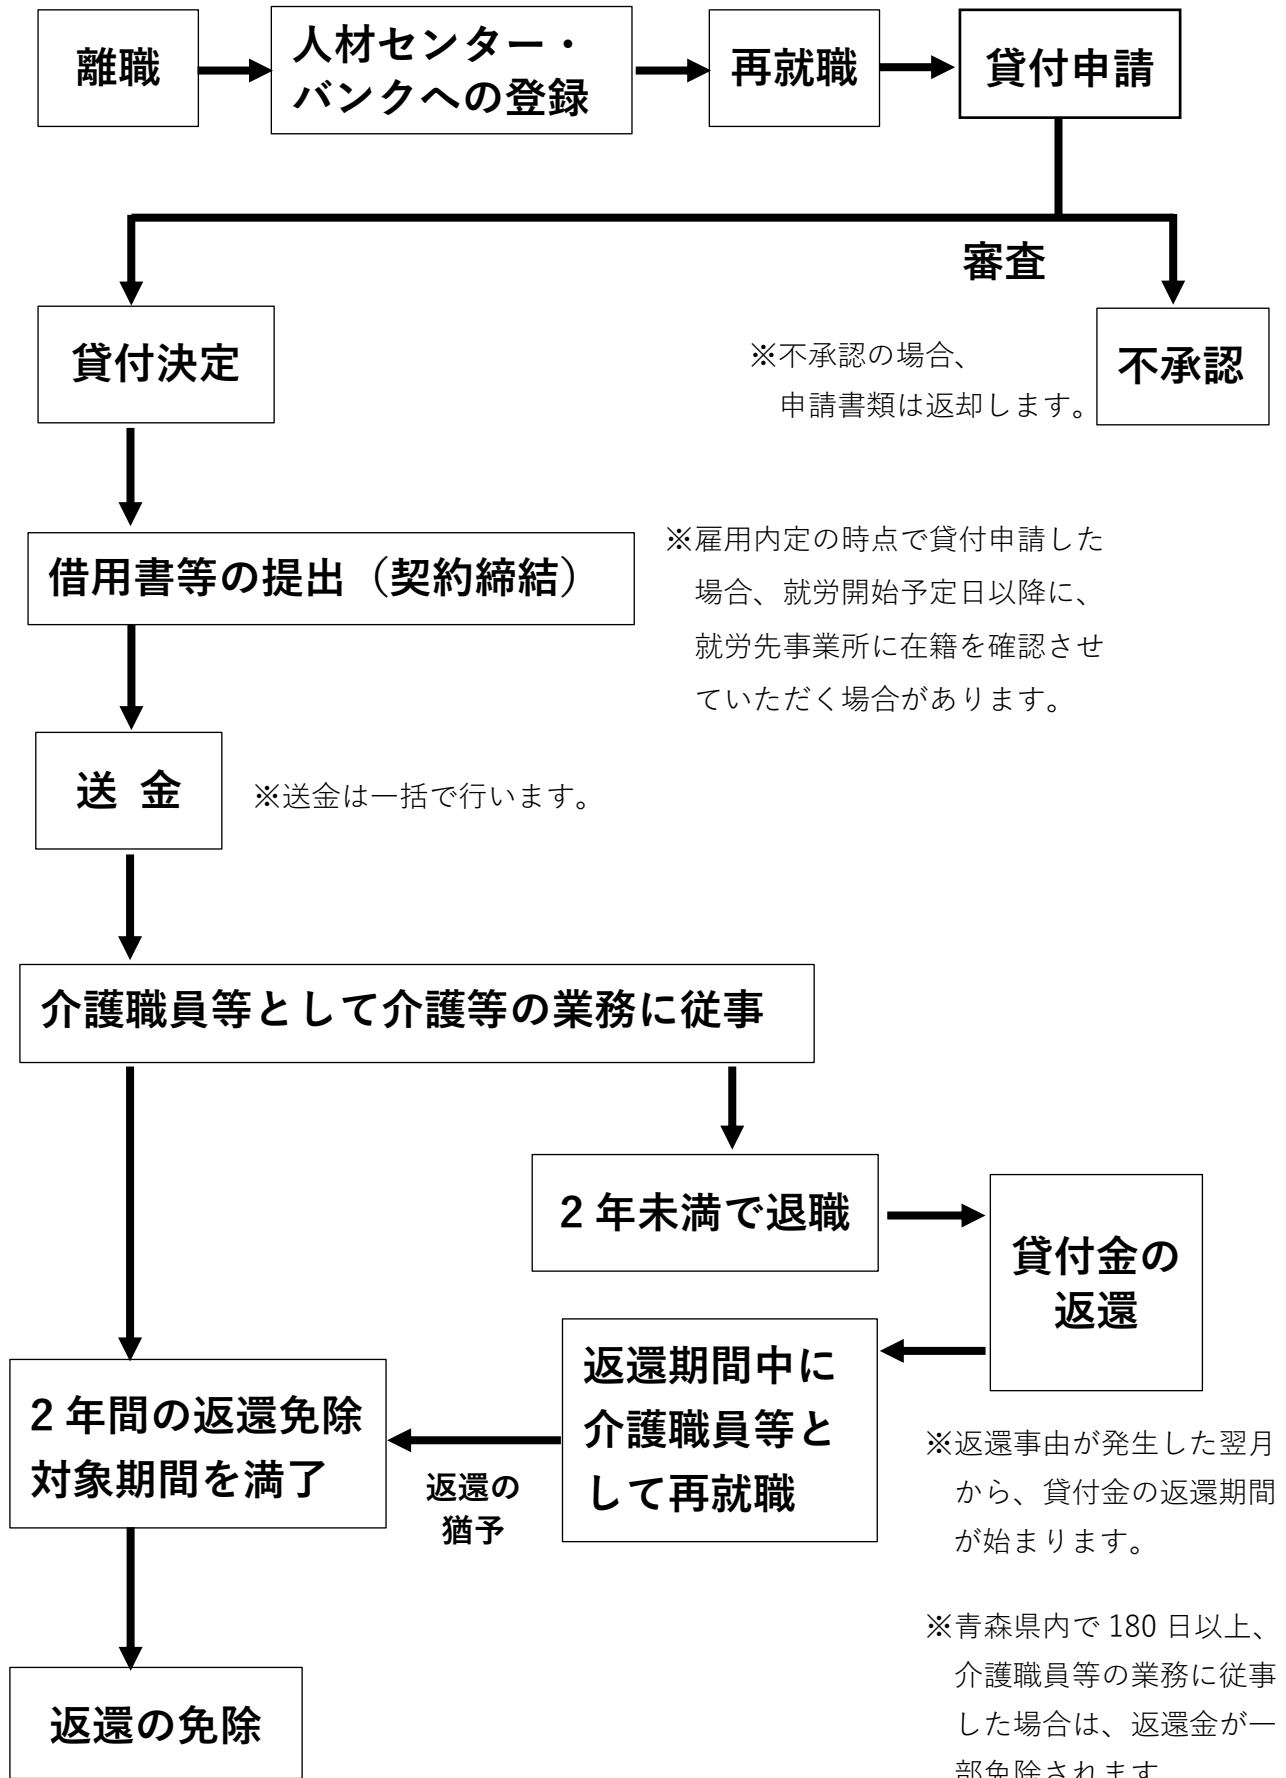 離職
人材センター・
バンクへの登録
再就職
貸付申請
審査
貸付決定
※不承認の場合、
申請書類は返却します。
不承認
借用書等の提出（契約締結）
※雇用内定の時点で貸付申請した
場合、就労開始予定日以降に、
就労先事業所に在籍を確認させ
ていただく場合があります。
送 金
※送金は一括で行います。
介護職員等として介護等の業務に従事
2 年未満で退職
貸付金の
返還
返還期間中に
介護職員等と
して再就職
返還の
猶予
2 年間の返還免除
対象期間を満了
※返還事由が発生した翌月
から、貸付金の返還期間
が始まります。
※青森県内で 180 日以上、
介護職員等の業務に従事
した場合は、返還金が一
部免除されます
返還の免除